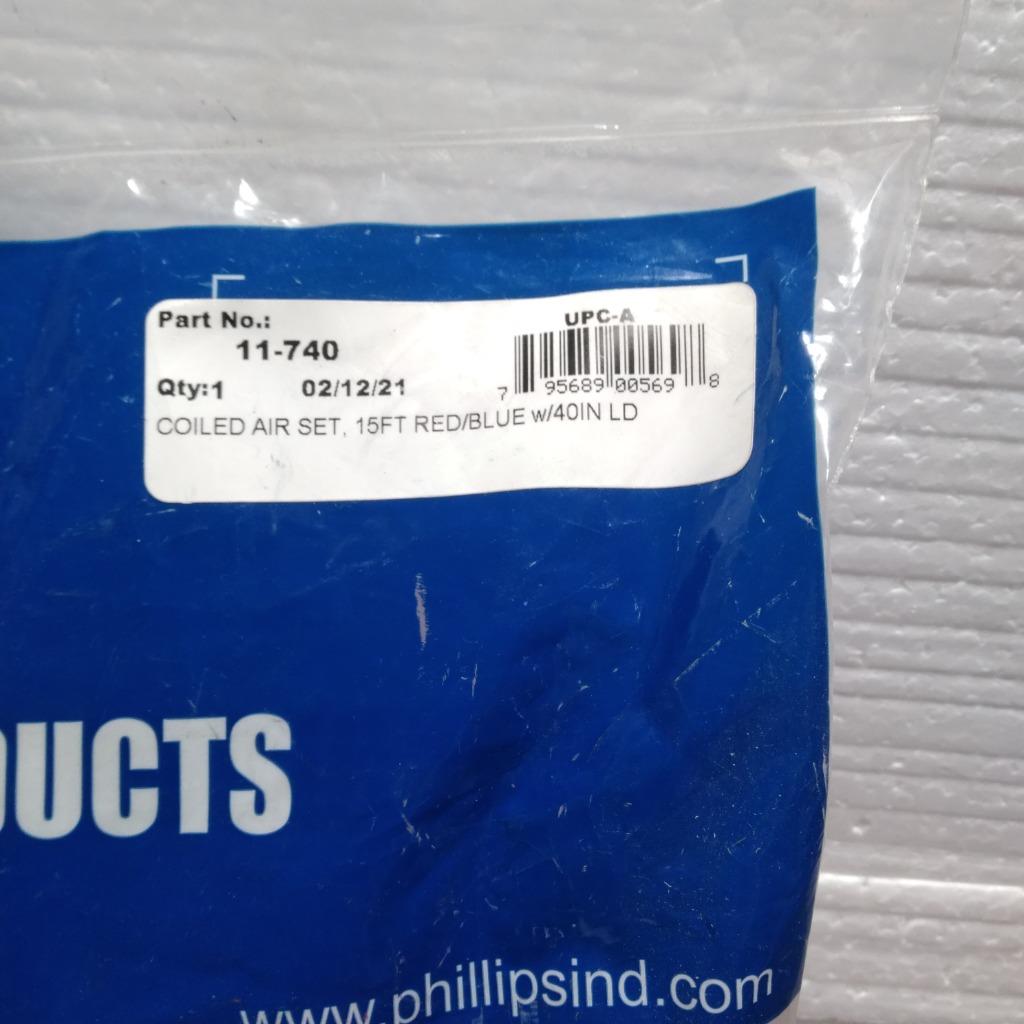 Part No.:
11-740
Qty:1 02/12/21
UPC-A
7 95689 00569 8
COILED AIR SET, 15FT RED/BLUE w/40IN LD
DUCTS
www.phillipsind.com